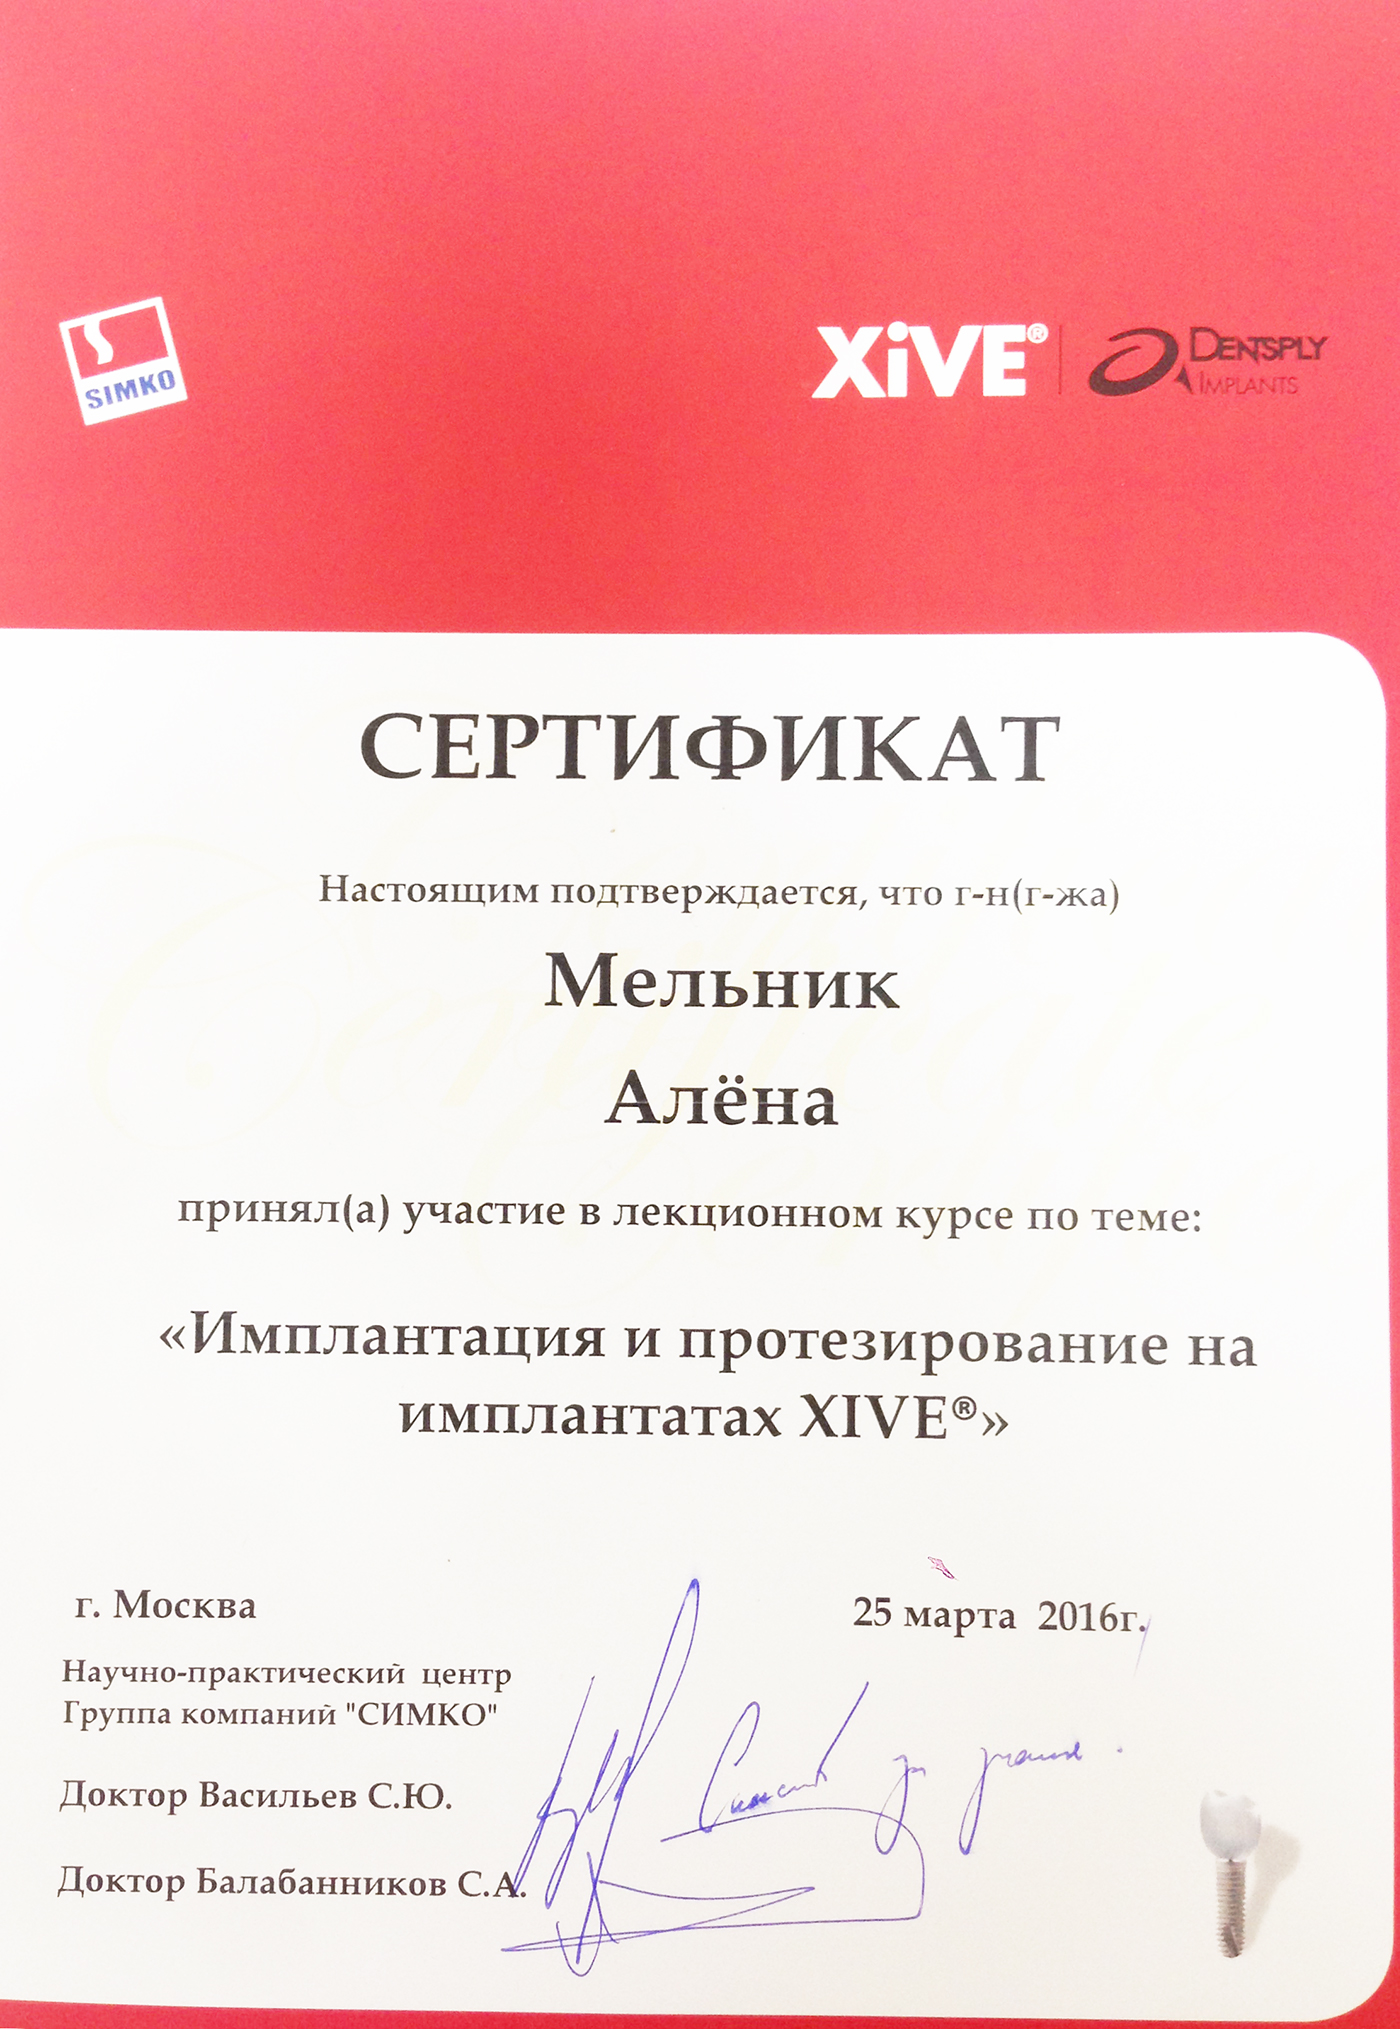 SIMKO
XiVE® DENTSPLY
IMPLANTS
СЕРТИФИКАТ
Настоящим подтверждается, что г-н(г-жа)
Мельник
Алёна
принял(а) участие в лекционном курсе по теме:
«Имплантация и протезирование на
имплантатах XIVE®»
г. Москва
25 марта 2016г.
Научно-практический центр
Группа компаний "СИМКО"
Доктор Васильев С.Ю.
Доктор Балабанников С.А.